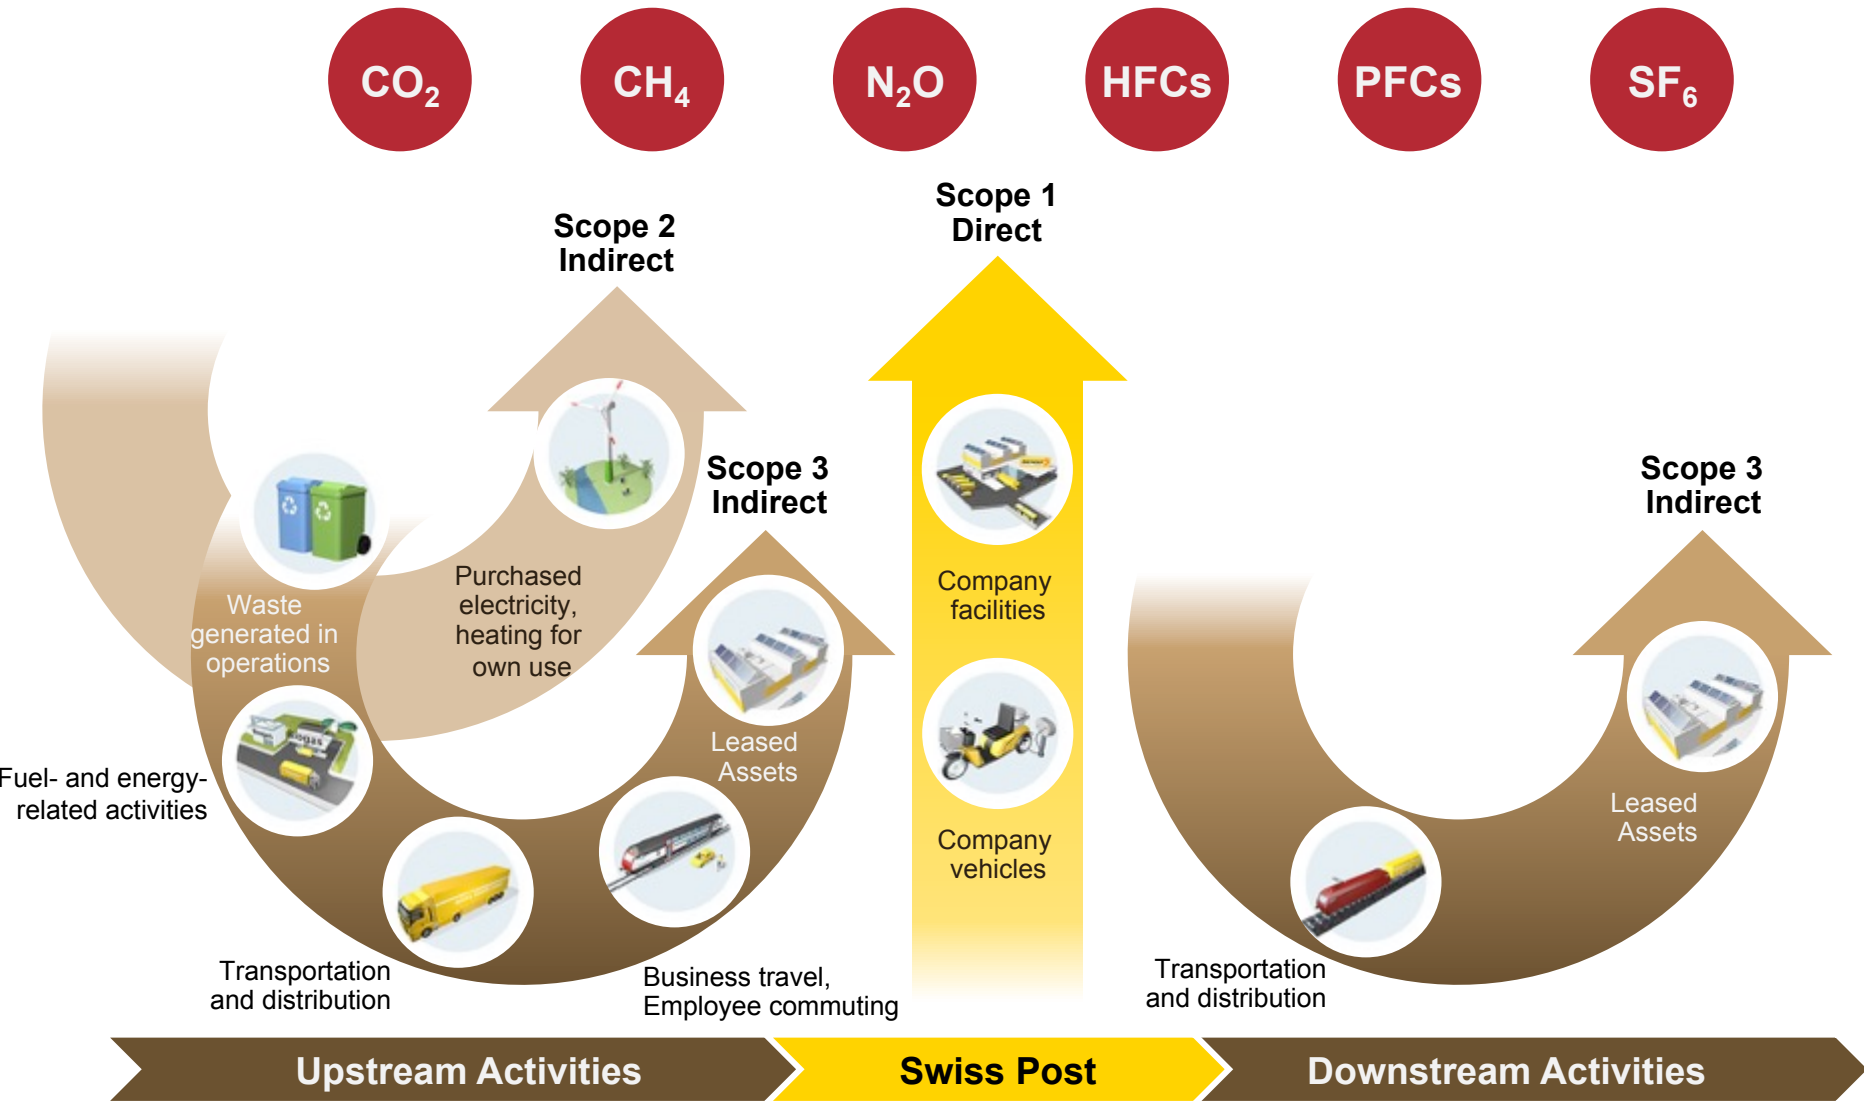 CO₂
CH₄
N₂O
HFCs
PFCs
SF₆
Scope 2
Indirect
Scope 1
Direct
Scope 3
Indirect
Scope 3
Indirect
Waste
generated in
operations
Purchased
electricity,
heating for
own use
Company
facilities
Leased
Assets
Fuel- and energy-
related activities
Company
vehicles
Leased
Assets
Transportation
and distribution
Business travel,
Employee commuting
Transportation
and distribution
Upstream Activities
Swiss Post
Downstream Activities